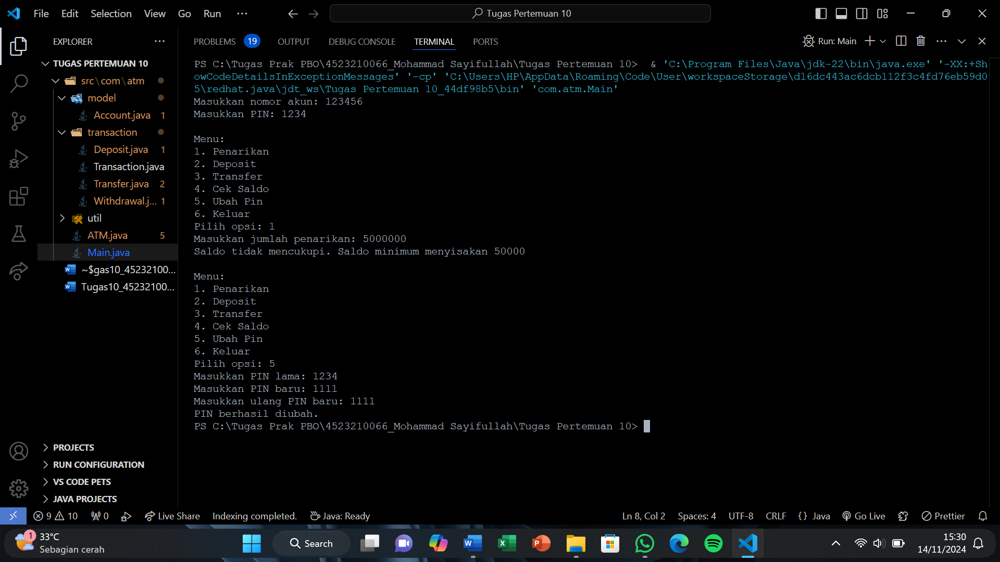 File Edit Selection View Go Run ···
Tugas Pertemuan 10
EXPLORER
TUGAS PERTEMUAN 10
src\com\atm
model
Account.java 1
transaction
Deposit.java 1
Transaction.java
Transfer.java 2
Withdrawal.j... 1
util
ATM.java 5
Main.java
~$gas10_45232100...
Tugas10_45232100...
PROJECTS
RUN CONFIGURATION
VS CODE PETS
JAVA PROJECTS
PROBLEMS 19 OUTPUT DEBUG CONSOLE TERMINAL PORTS
Run: Main
PS C:\Tugas Prak PBO\4523210066_Mohammad Sayifullah\Tugas Pertemuan 10>  & 'C:\Program Files\Java\jdk-22\bin\java.exe' '-XX:+Sh
owCodeDetailsInExceptionMessages' '-cp' 'C:\Users\HP\AppData\Roaming\Code\User\workspaceStorage\d16dc443ac6dcb112f3c4fd76eb59d0
5\redhat.java\jdt_ws\Tugas Pertemuan 10_44df98b5\bin' 'com.atm.Main'
Masukkan nomor akun: 123456
Masukkan PIN: 1234
Menu:
1. Penarikan
2. Deposit
3. Transfer
4. Cek Saldo
5. Ubah Pin
6. Keluar
Pilih opsi: 1
Masukkan jumlah penarikan: 5000000
Saldo tidak mencukupi. Saldo minimum menyisakan 50000
Menu:
1. Penarikan
2. Deposit
3. Transfer
4. Cek Saldo
5. Ubah Pin
6. Keluar
Pilih opsi: 5
Masukkan PIN lama: 1234
Masukkan PIN baru: 1111
Masukkan ulang PIN baru: 1111
PIN berhasil diubah.
PS C:\Tugas Prak PBO\4523210066_Mohammad Sayifullah\Tugas Pertemuan 10>
9 10 0 Live Share Indexing completed. Java: Ready Ln 8, Col 2 Spaces: 4 UTF-8 CRLF {} Java Go Live Prettier
1 33°C
Sebagian cerah
Search
15:30
14/11/2024